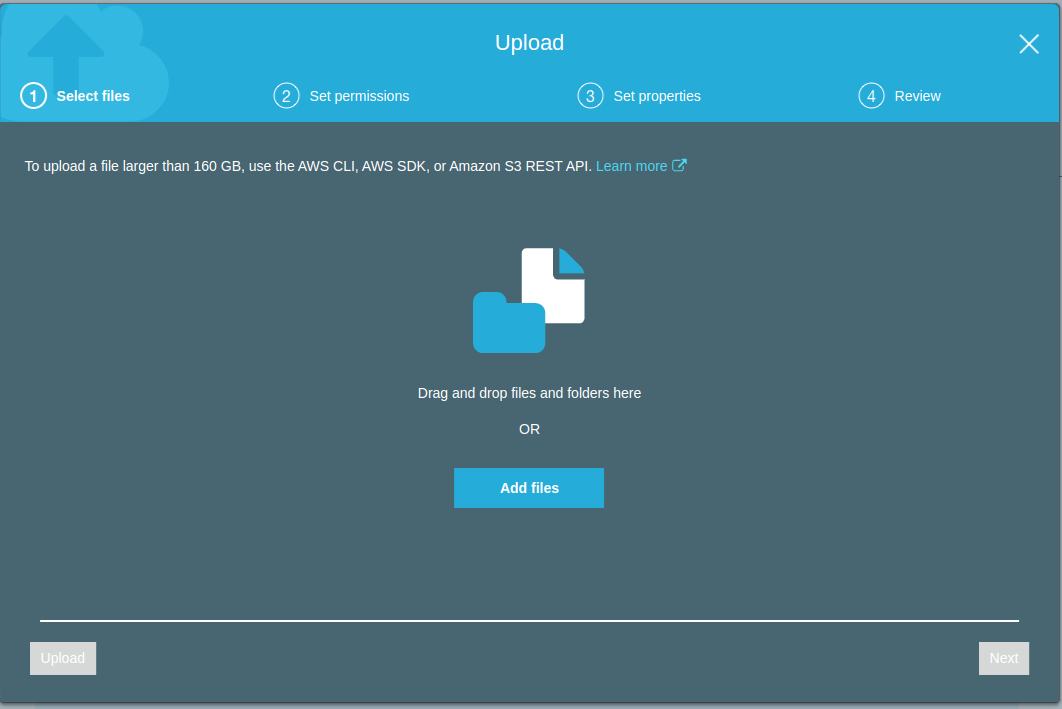 Upload
1 Select files
2 Set permissions
3 Set properties
4 Review
To upload a file larger than 160 GB, use the AWS CLI, AWS SDK, or Amazon S3 REST API. Learn more
Drag and drop files and folders here
OR
Add files
Upload
Next